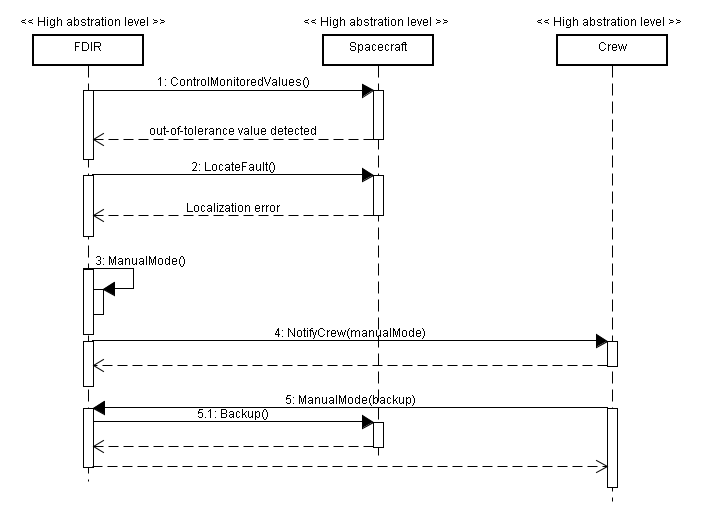 << High abstration level >>
<< High abstration level >>
<< High abstration level >>
FDIR
Spacecraft
Crew
1: ControlMonitoredValues()
out-of-tolerance value detected
2: LocateFault()
Localization error
3: ManualMode()
4: NotifyCrew(manualMode)
5: ManualMode(backup)
5.1: Backup()